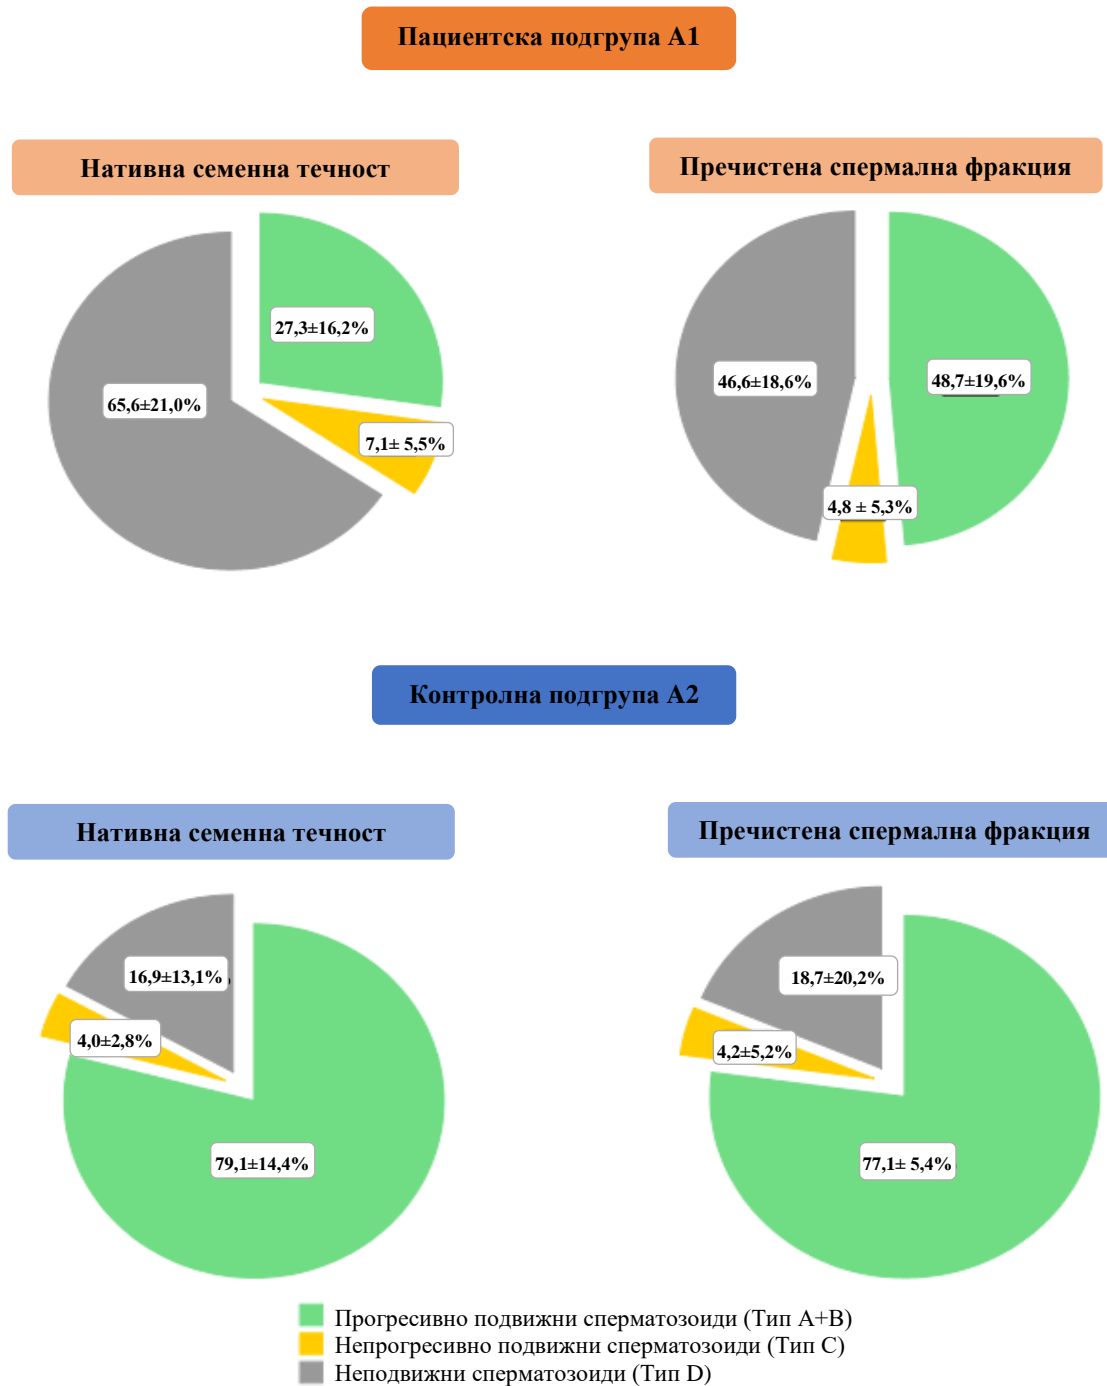 Пациентска подгрупа А1
Нативна семенна течност
Пречистена спермална фракция
27,3±16,2%
65,6±21,0%
7,1± 5,5%
46,6±18,6%
48,7±19,6%
4,8 ± 5,3%
Контролна подгрупа А2
Нативна семенна течност
Пречистена спермална фракция
16,9±13,1%
4,0±2,8%
79,1±14,4%
18,7±20,2%
4,2±5,2%
77,1± 5,4%
Прогресивно подвижни сперматозоиди (Тип А+В)
Непрогресивно подвижни сперматозоиди (Тип С)
Неподвижни сперматозоиди (Тип D)